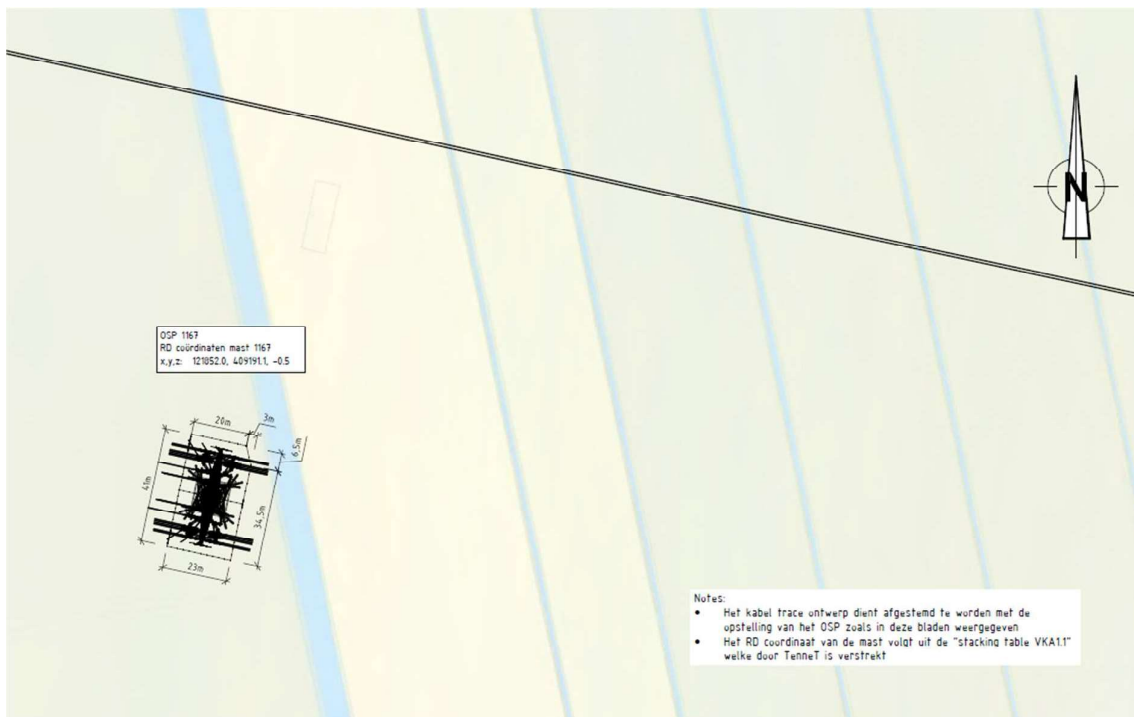 N
OSP 1167
RD coördinaten mast 1167
x,y,z: 121852.0, 409191.1, -0.5
20m
3m
6,5m
41m
34,5m
23m
Notes:
• Het kabel trace ontwerp dient afgestemd te worden met de
opstelling van het OSP zoals in deze bladen weergegeven
• Het RD coordinaat van de mast volgt uit de "stacking table VKA1.1"
welke door TenneT is verstrekt